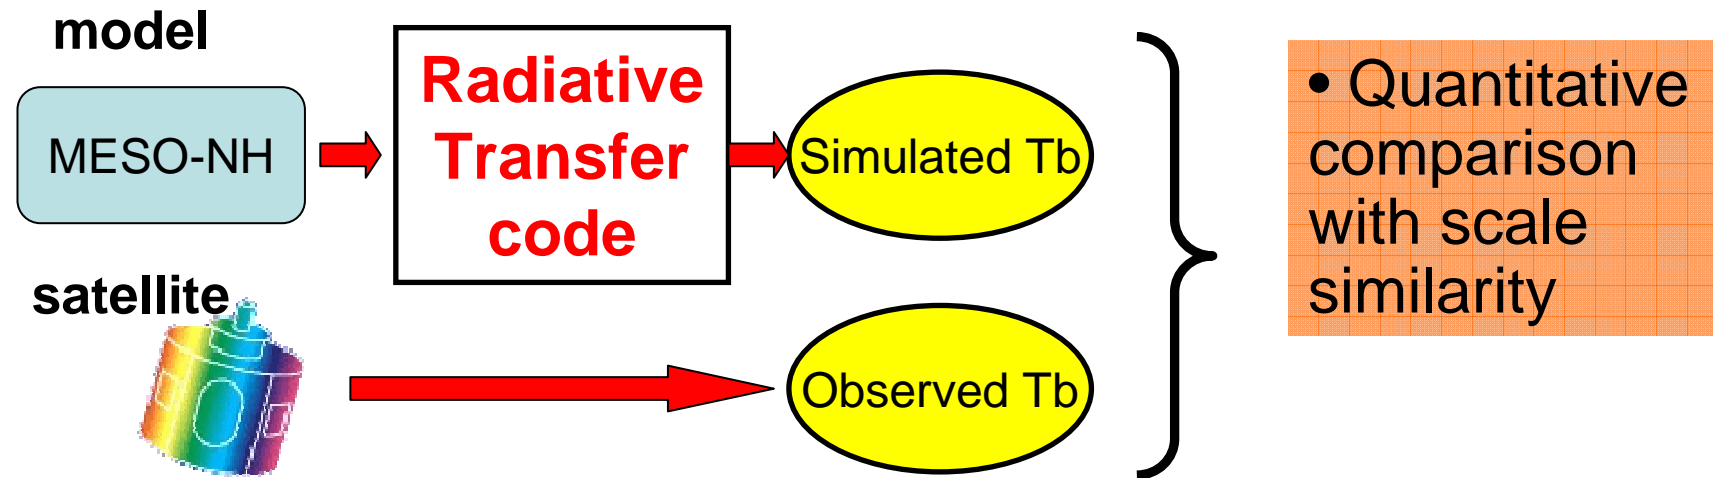 model
MESO-NH
Radiative
Transfer
code
Simulated Tb
satellite
Observed Tb
• Quantitative
comparison
with scale
similarity